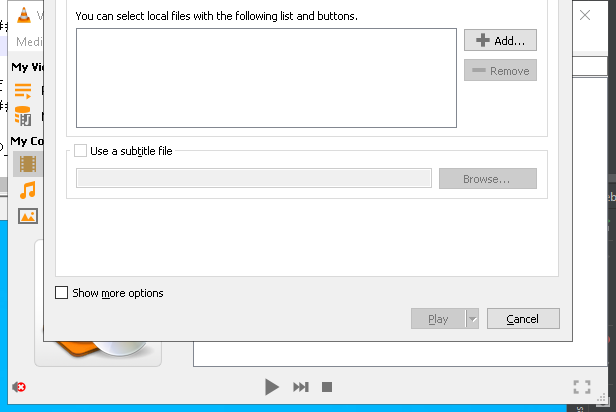 You can select local files with the following list and buttons.
Medi
Add...
My Vi
Remove
My Co
Use a subtitle file
Browse...
Show more options
Play
Cancel